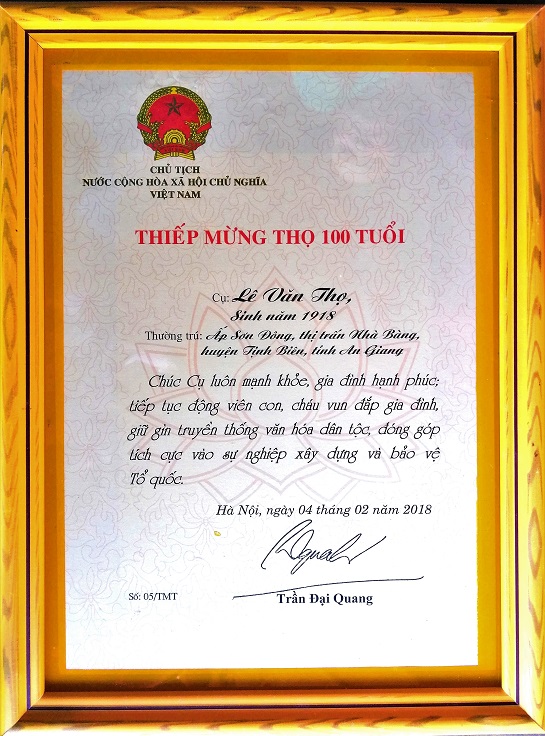 CHỦ TỊCH
NƯỚC CỘNG HÒA XÃ HỘI CHỦ NGHĨA
VIỆT NAM
THIẾP MỪNG THỌ 100 TUỔI
Cụ: Lê Văn Thọ,
Sinh năm 1918
Thường trú: Ấp Sơn Đông, thị trấn Nhà Bàng,
huyện Tịnh Biên, tỉnh An Giang
Chúc Cụ luôn mạnh khỏe, gia đình hạnh phúc;
tiếp tục động viên con, cháu vun đắp gia đình,
giữ gìn truyền thống văn hóa dân tộc, đóng góp
tích cực vào sự nghiệp xây dựng và bảo vệ
Tổ quốc.
Hà Nội, ngày 04 tháng 02 năm 2018
Số: 05/TMT
Trần Đại Quang